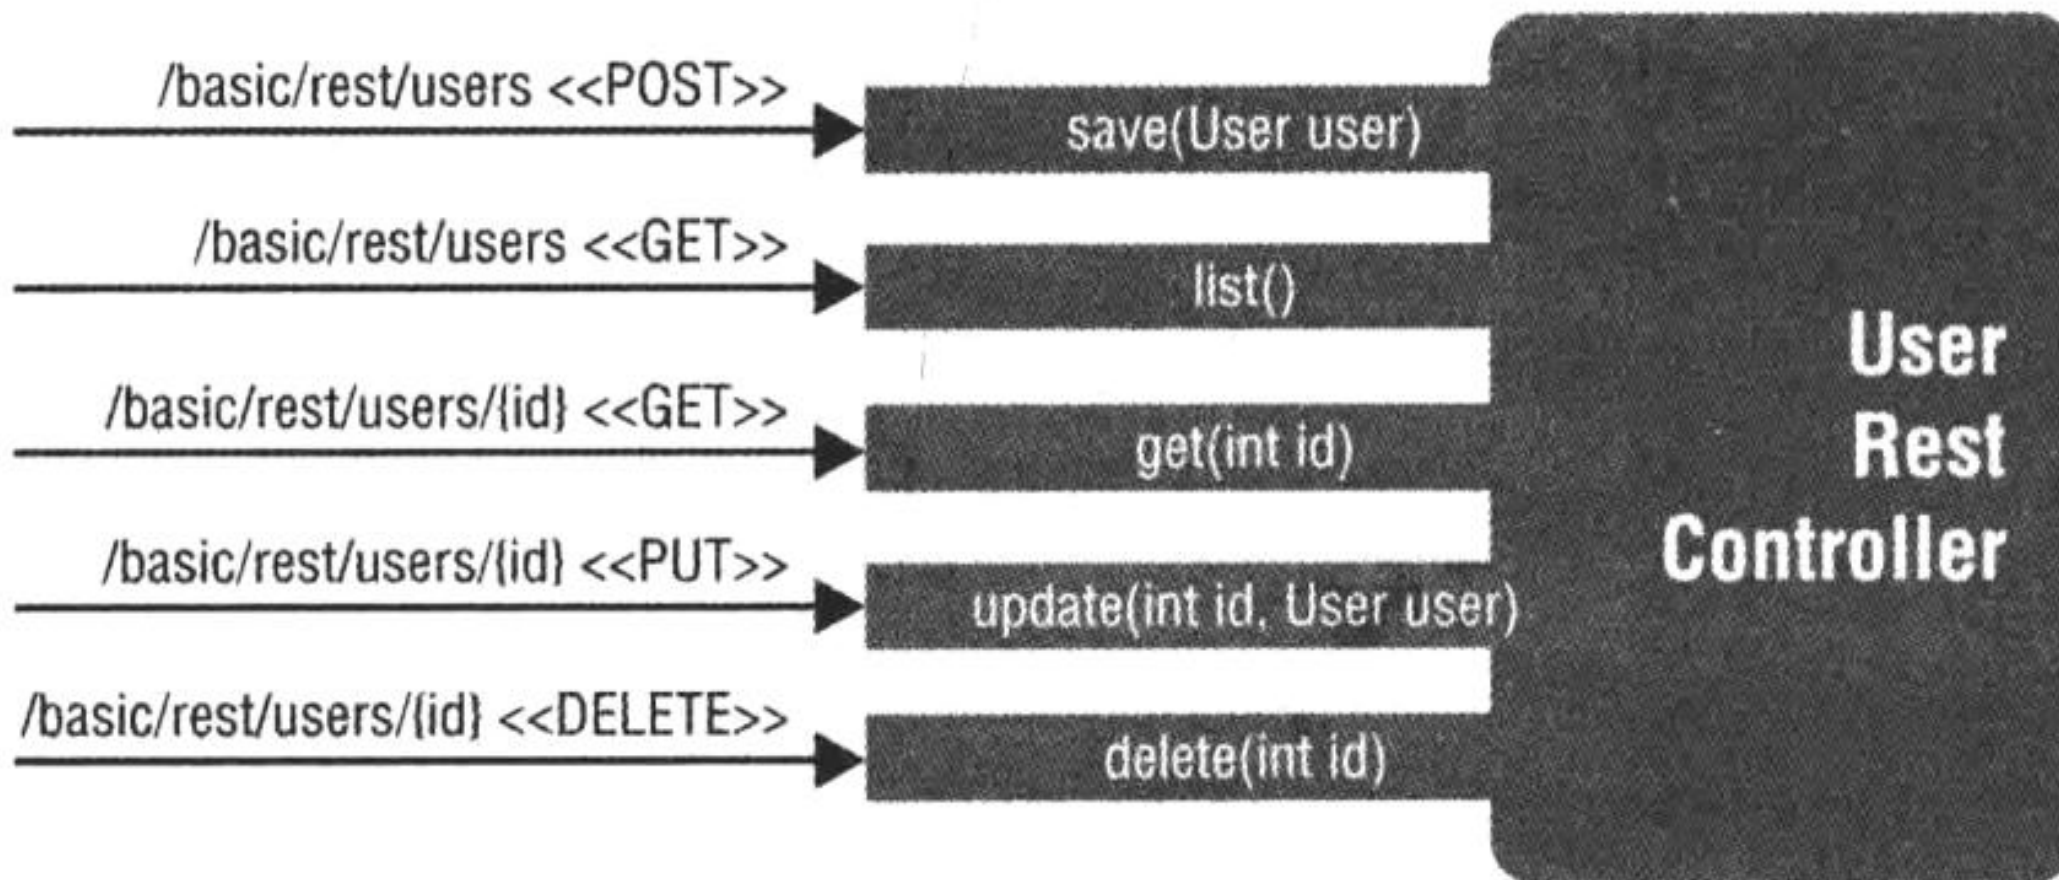 /basic/rest/users <<POST>>
save(User user)
/basic/rest/users <<GET>>
list()
/basic/rest/users/{id} <<GET>>
get(int id)
/basic/rest/users/{id} <<PUT>>
update(int id, User user)
/basic/rest/users/{id} <<DELETE>>
delete(int id)
User
Rest
Controller